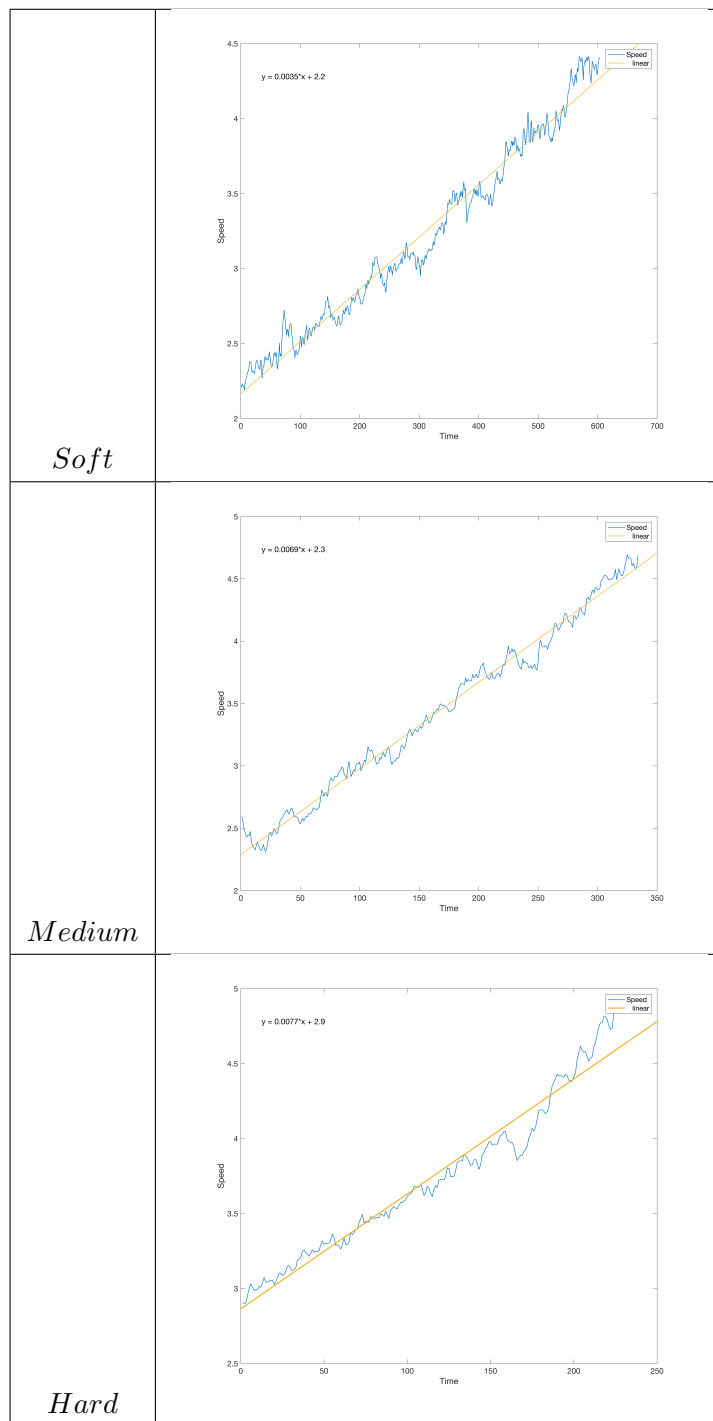 4.5
Speed
linear
y = 0.0035*x + 2.2
4
3.5
Speed
3
2.5
2
0 100 200 300 400 500 600 700
Time
Soft
5
Speed
linear
y = 0.0069*x + 2.3
4.5
4
3.5
Speed
3
2.5
2
0 50 100 150 200 250 300 350
Time
Medium
5
Speed
linear
y = 0.0077*x + 2.9
4.5
4
Speed
3.5
3
2.5
0 50 100 150 200 250
Time
Hard